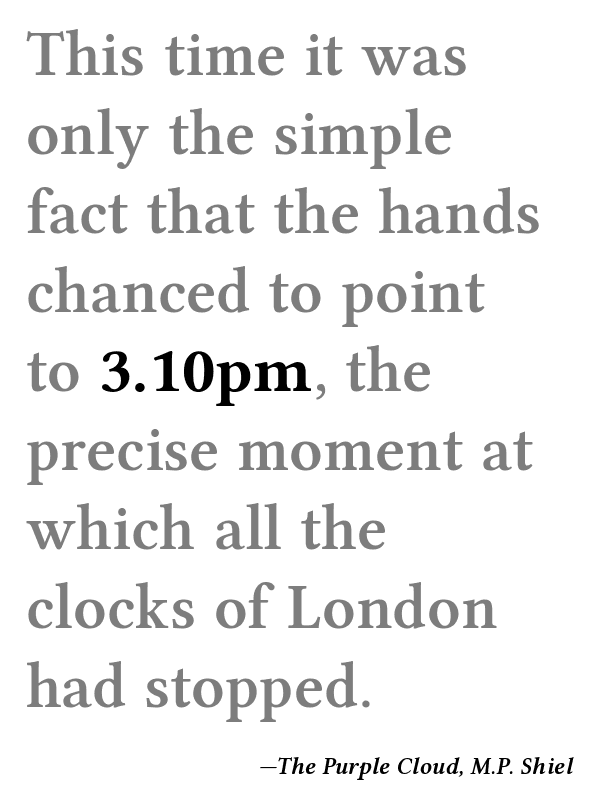 This time it was
only the simple
fact that the hands
chanced to point
to 3.10pm, the
precise moment at
which all the
clocks of London
had stopped.
—The Purple Cloud, M.P. Shiel